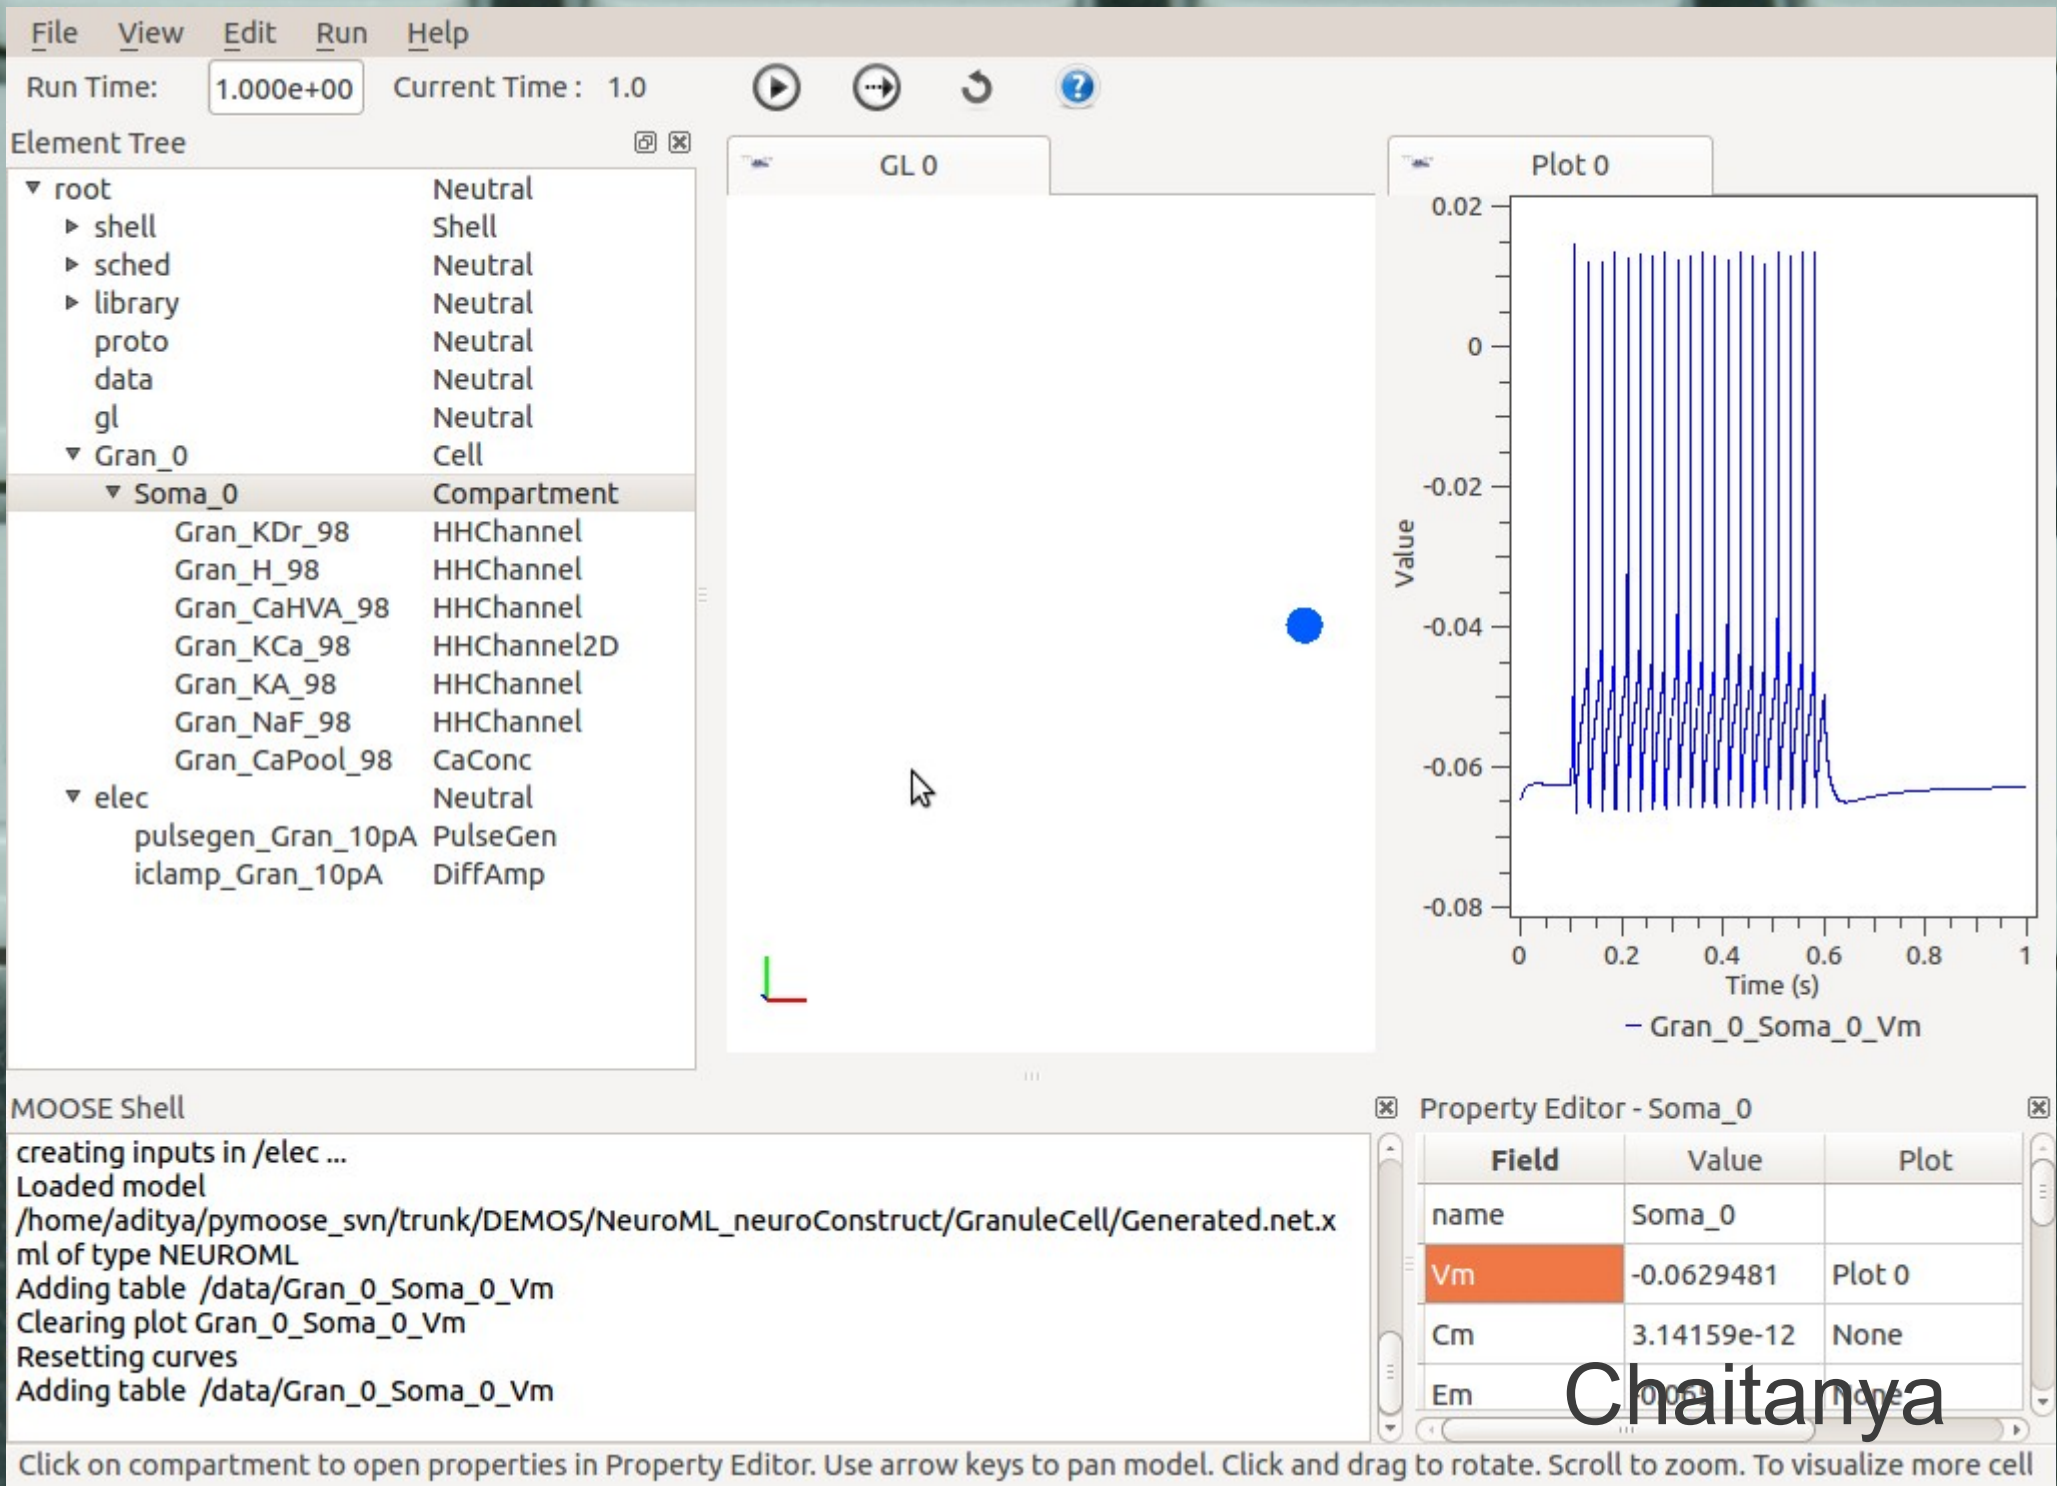 File View Edit Run Help
Run Time: 1.000e+00 Current Time : 1.0
Element Tree
root Neutral
shell Shell
sched Neutral
library Neutral
proto Neutral
data Neutral
gl Neutral
Gran_0 Cell
Soma_0 Compartment
Gran_KDr_98 HHChannel
Gran_H_98 HHChannel
Gran_CaHVA_98 HHChannel
Gran_KCa_98 HHChannel2D
Gran_KA_98 HHChannel
Gran_NaF_98 HHChannel
Gran_CaPool_98 CaConc
elec Neutral
pulsegen_Gran_10pA PulseGen
iclamp_Gran_10pA DiffAmp
GL 0
Plot 0
0.02
0
-0.02
-0.04
-0.06
-0.08
Value
0 0.2 0.4 0.6 0.8 1
Time (s)
Gran_0_Soma_0_Vm
MOOSE Shell
creating inputs in /elec ...
Loaded model
/home/aditya/pymoose_svn/trunk/DEMOS/NeuroML_neuroConstruct/GranuleCell/Generated.net.x
ml of type NEUROML
Adding table /data/Gran_0_Soma_0_Vm
Clearing plot Gran_0_Soma_0_Vm
Resetting curves
Adding table /data/Gran_0_Soma_0_Vm
Property Editor - Soma_0
Field Value Plot
name Soma_0
Vm -0.0629481 Plot 0
Cm 3.14159e-12 None
Em -0.065 None
Chaitanya
Click on compartment to open properties in Property Editor. Use arrow keys to pan model. Click and drag to rotate. Scroll to zoom. To visualize more cell